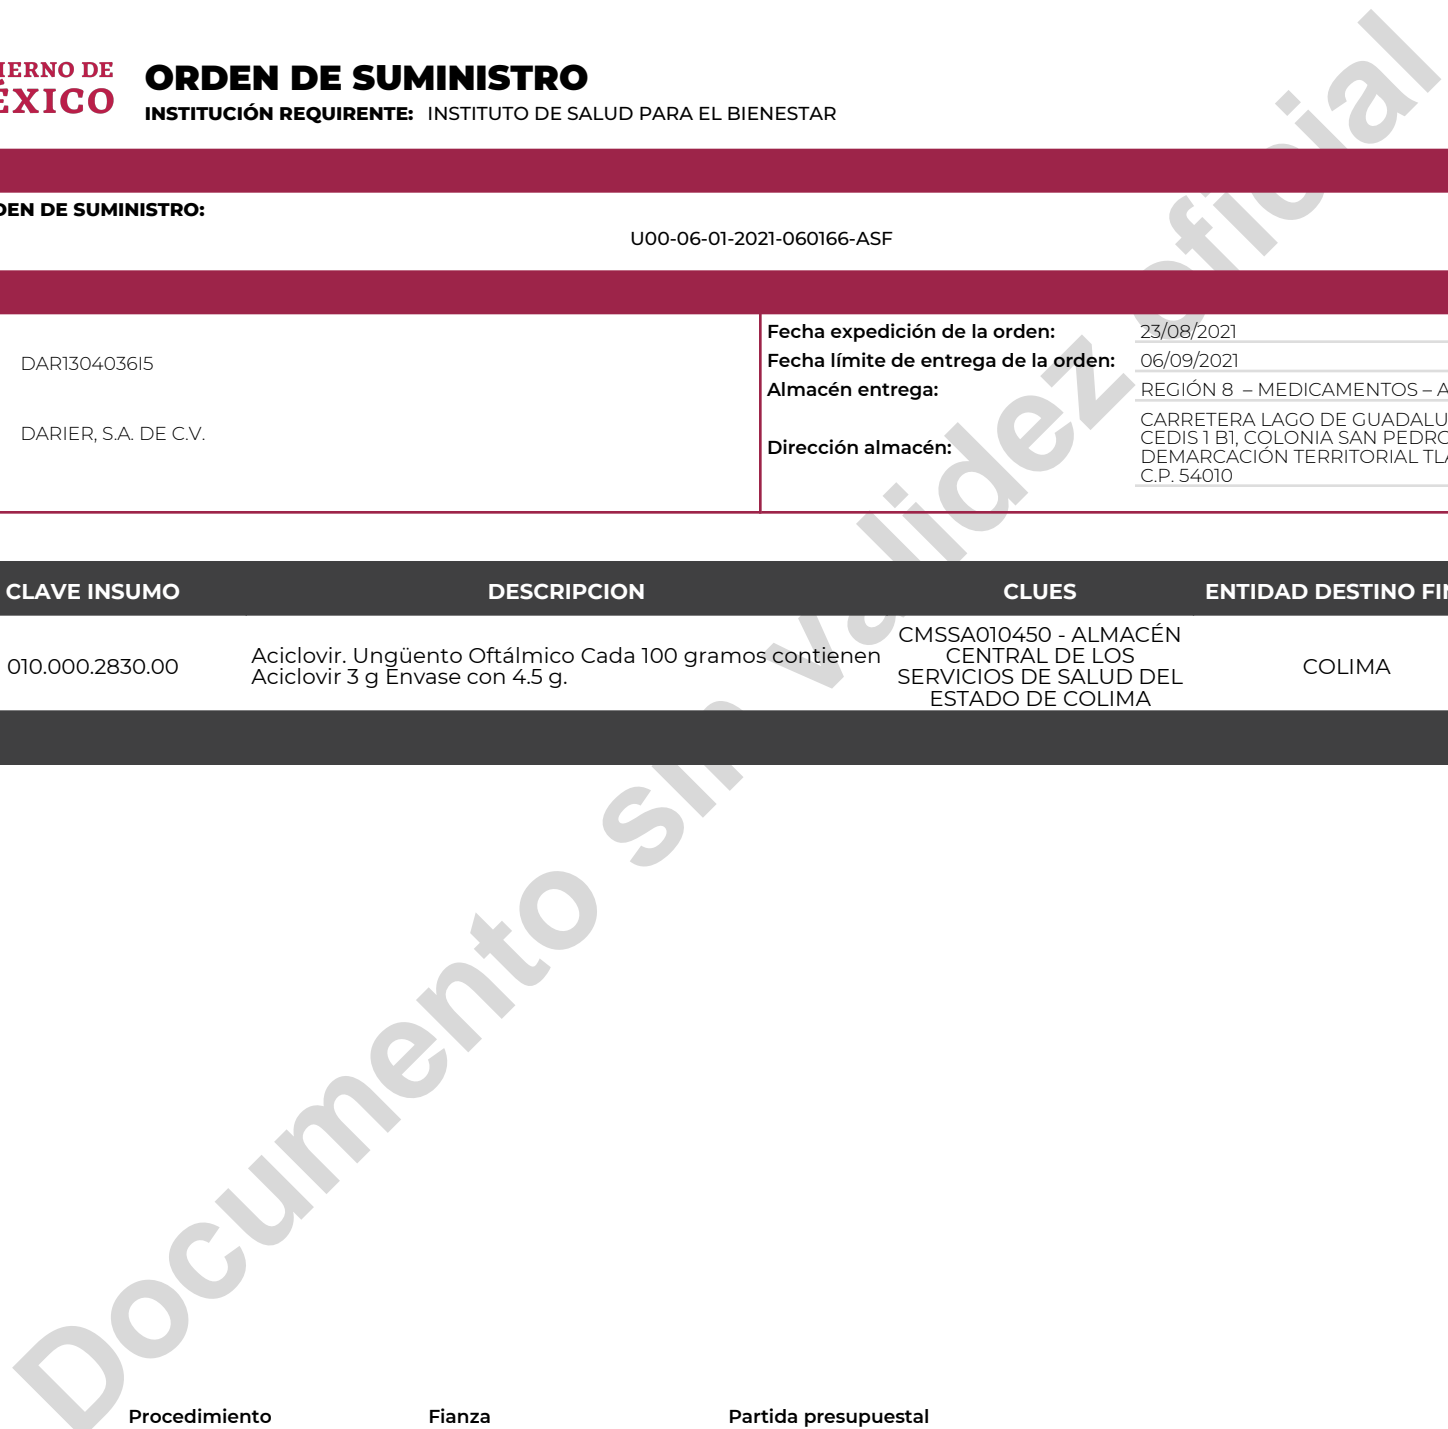 IERNO DE
ÉXICO
ORDEN DE SUMINISTRO
INSTITUCIÓN REQUIRENTE: INSTITUTO DE SALUD PARA EL BIENESTAR
DEN DE SUMINISTRO:
U00-06-01-2021-060166-ASF
DAR1304036I5
DARIER, S.A. DE C.V.
Fecha expedición de la orden: 23/08/2021
Fecha límite de entrega de la orden: 06/09/2021
Almacén entrega: REGIÓN 8 – MEDICAMENTOS – A
Dirección almacén:
CARRETERA LAGO DE GUADALU
CEDIS 1 B1, COLONIA SAN PEDRO
DEMARCACIÓN TERRITORIAL TLA
C.P. 54010
CLAVE INSUMO DESCRIPCION CLUES ENTIDAD DESTINO FIN
010.000.2830.00
Aciclovir. Ungüento Oftálmico Cada 100 gramos contienen
Aciclovir 3 g Envase con 4.5 g.
CMSSA010450 - ALMACÉN
CENTRAL DE LOS
SERVICIOS DE SALUD DEL
ESTADO DE COLIMA
COLIMA
Documento sin validez oficial
Procedimiento Fianza Partida presupuestal